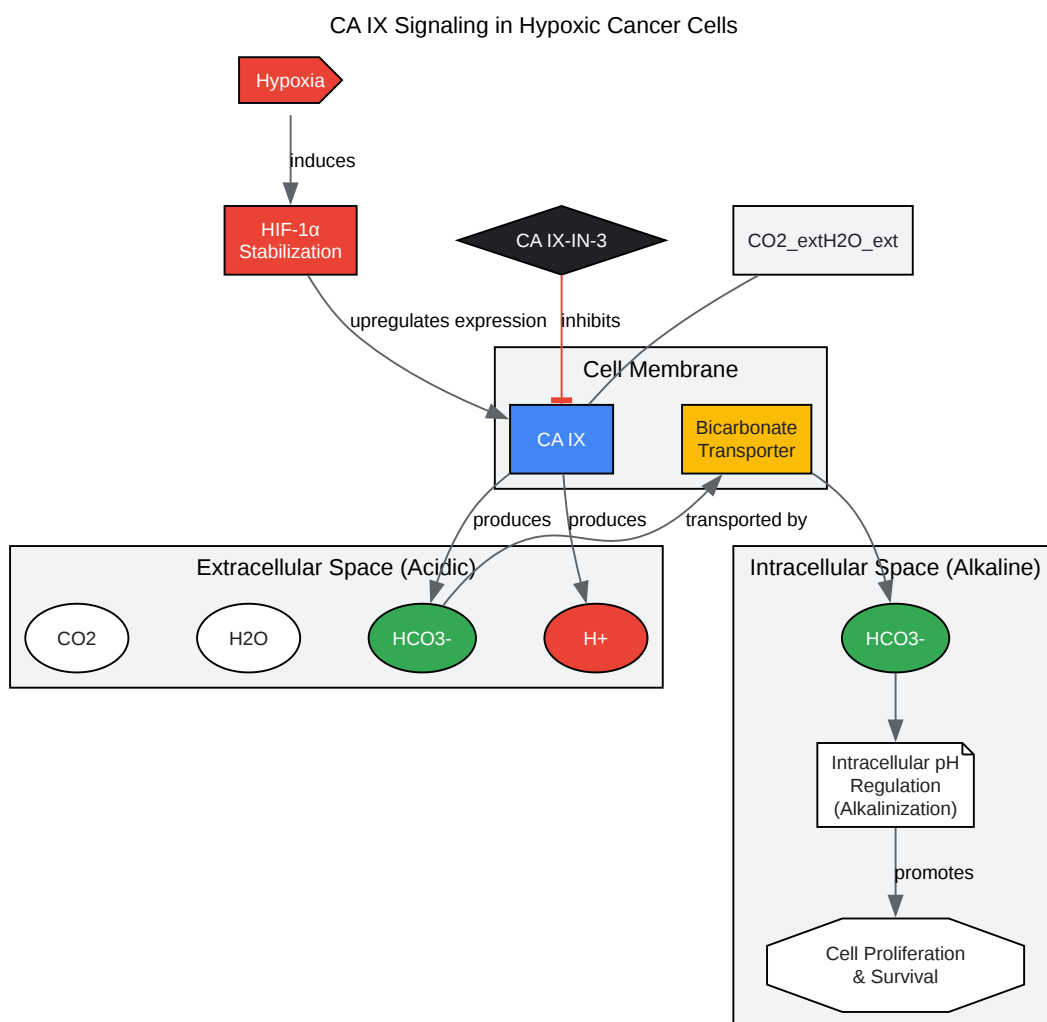 CA IX Signaling in Hypoxic Cancer Cells
Hypoxia
induces
HIF-1α
Stabilization
CA IX-IN-3
CO2_extH2O_ext
upregulates expression
inhibits
Cell Membrane
CA IX
Bicarbonate
Transporter
produces
produces
transported by
Extracellular Space (Acidic)
Intracellular Space (Alkaline)
CO2
H2O
HCO3-
H+
HCO3-
Intracellular pH
Regulation
(Alkalinization)
promotes
Cell Proliferation
& Survival